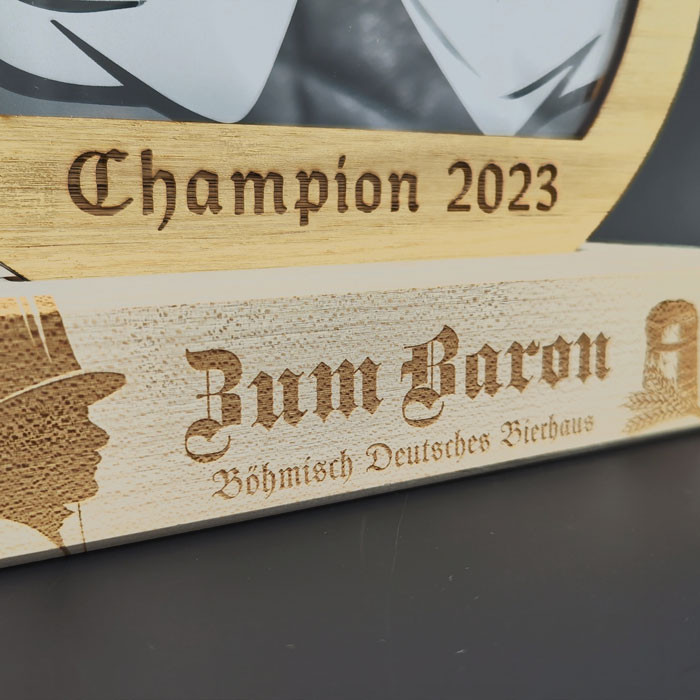 Champion 2023
Zum Baron
Böhmisch Deutsches Bierhaus